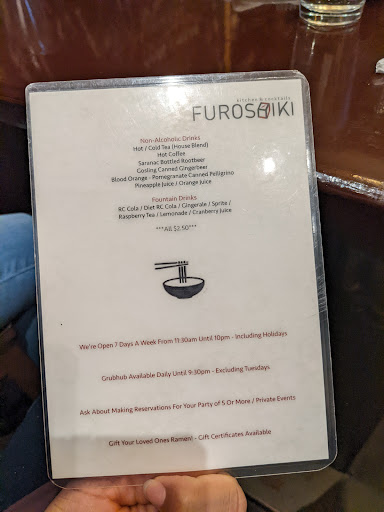 kitchen & cocktails
FUROSHIKI
Non-Alcoholic Drinks
Hot / Cold Tea (House Blend)
Hot Coffee
Saranac Bottled Rootbeer
Gosling Canned Gingerbeer
Blood Orange - Pomegranate Canned Pelligrino
Pineapple Juice / Orange Juice
Fountain Drinks
RC Cola / Diet RC Cola / Gingerale / Sprite /
Raspberry Tea / Lemonade / Cranberry Juice
***All $2.50***
We're Open 7 Days A Week From 11:30am Until 10pm - Including Holidays
Grubhub Available Daily Until 9:30pm - Excluding Tuesdays
Ask About Making Reservations For Your Party of 5 Or More / Private Events
Gift Your Loved Ones Ramen! - Gift Certificates Available